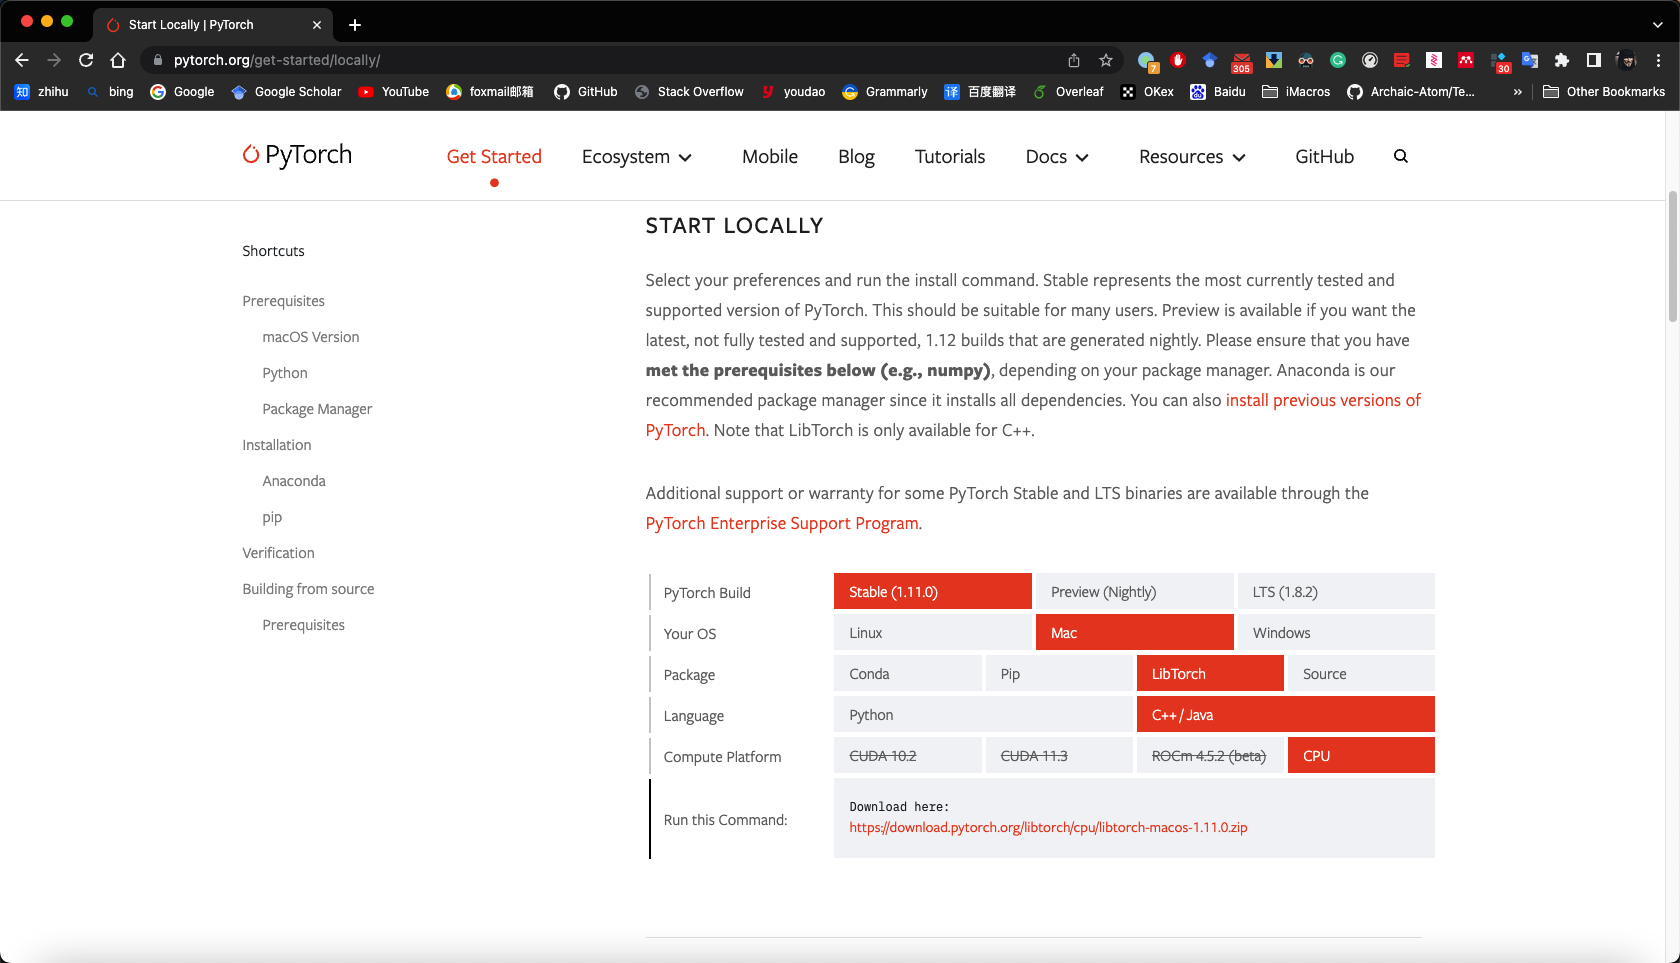 Start Locally | PyTorch
pytorch.org/get-started/locally/
7
305
30
知 zhihu
bing
Google
Google Scholar
YouTube
foxmail邮箱
GitHub
Stack Overflow
y youdao
Grammarly
译 百度翻译
Overleaf
OKex
Baidu
iMacros
Archaic-Atom/Te...
»
Other Bookmarks
PyTorch
Get Started
Ecosystem
Mobile
Blog
Tutorials
Docs
Resources
GitHub
Shortcuts
Prerequisites
macOS Version
Python
Package Manager
Installation
Anaconda
pip
Verification
Building from source
Prerequisites
START LOCALLY
Select your preferences and run the install command. Stable represents the most currently tested and
supported version of PyTorch. This should be suitable for many users. Preview is available if you want the
latest, not fully tested and supported, 1.12 builds that are generated nightly. Please ensure that you have
met the prerequisites below (e.g., numpy), depending on your package manager. Anaconda is our
recommended package manager since it installs all dependencies. You can also install previous versions of
PyTorch. Note that LibTorch is only available for C++.
Additional support or warranty for some PyTorch Stable and LTS binaries are available through the
PyTorch Enterprise Support Program.
PyTorch Build
Stable (1.11.0)
Preview (Nightly)
LTS (1.8.2)
Your OS
Linux
Mac
Windows
Package
Conda
Pip
LibTorch
Source
Language
Python
C++ / Java
Compute Platform
CUDA 10.2
CUDA 11.3
ROCm 4.5.2 (beta)
CPU
Run this Command:
Download here:
https://download.pytorch.org/libtorch/cpu/libtorch-macos-1.11.0.zip